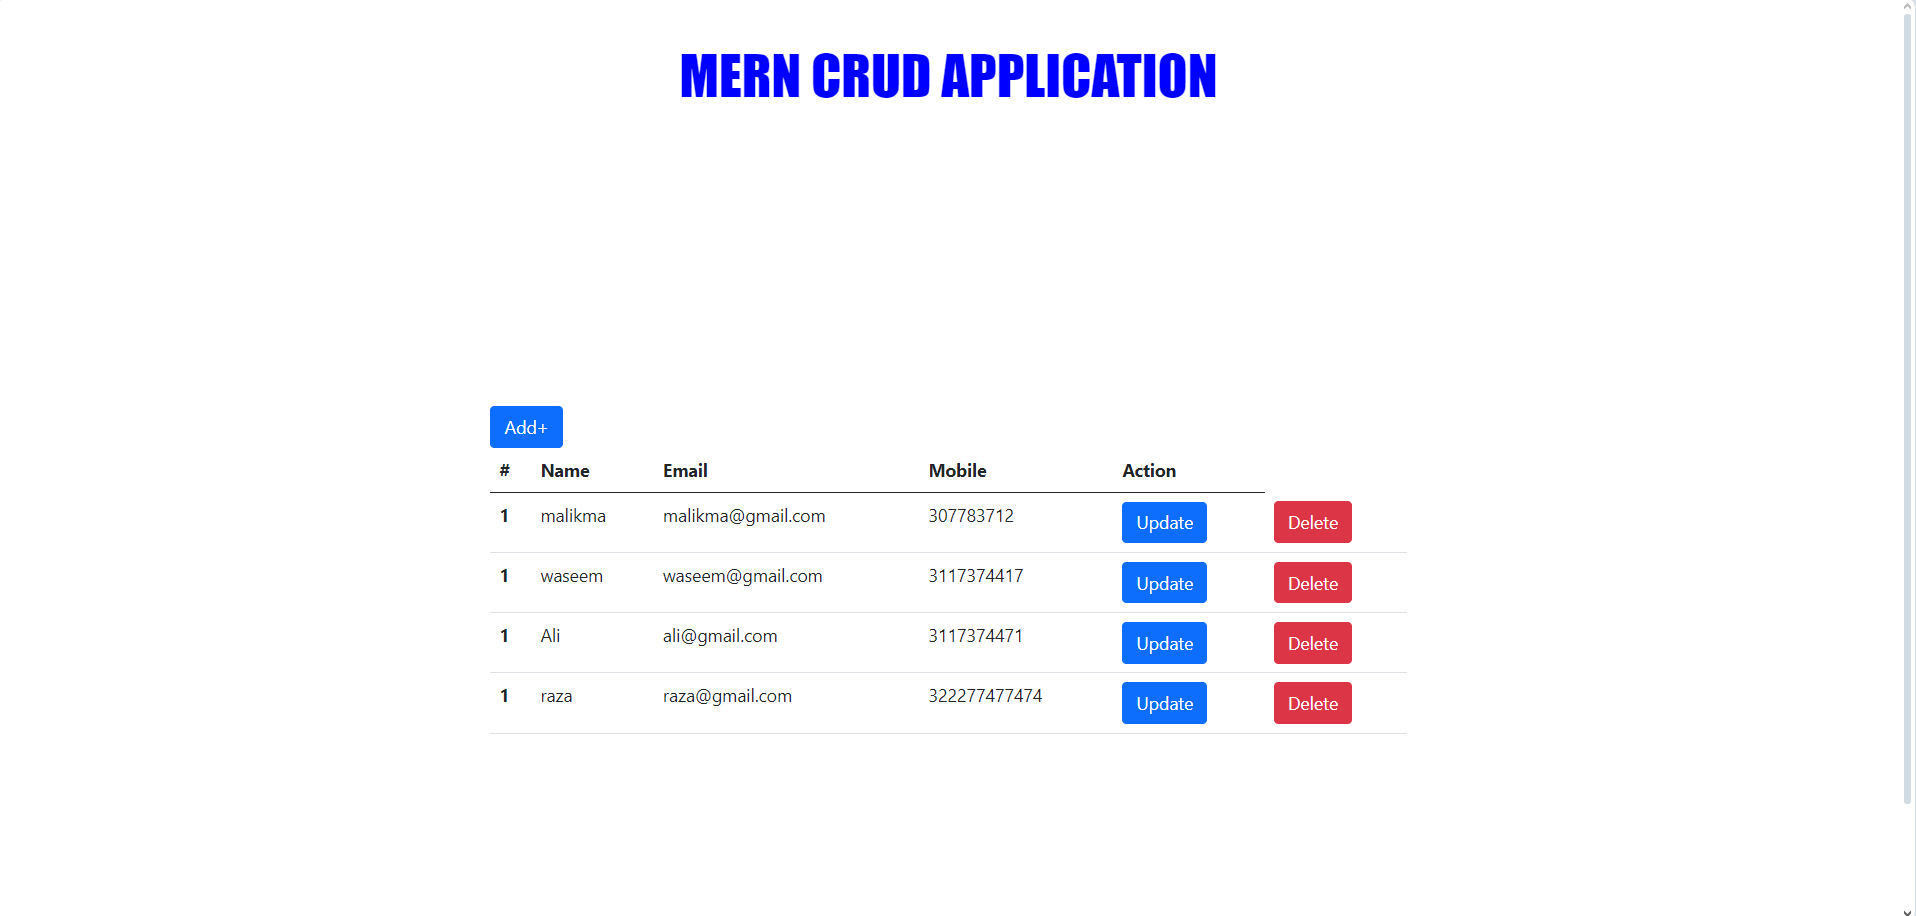 MERN CRUD APPLICATION
Add+
# Name Email Mobile Action
1 malikma malikma@gmail.com 307783712 Update Delete
1 waseem waseem@gmail.com 3117374417 Update Delete
1 Ali ali@gmail.com 3117374471 Update Delete
1 raza raza@gmail.com 322277477474 Update Delete